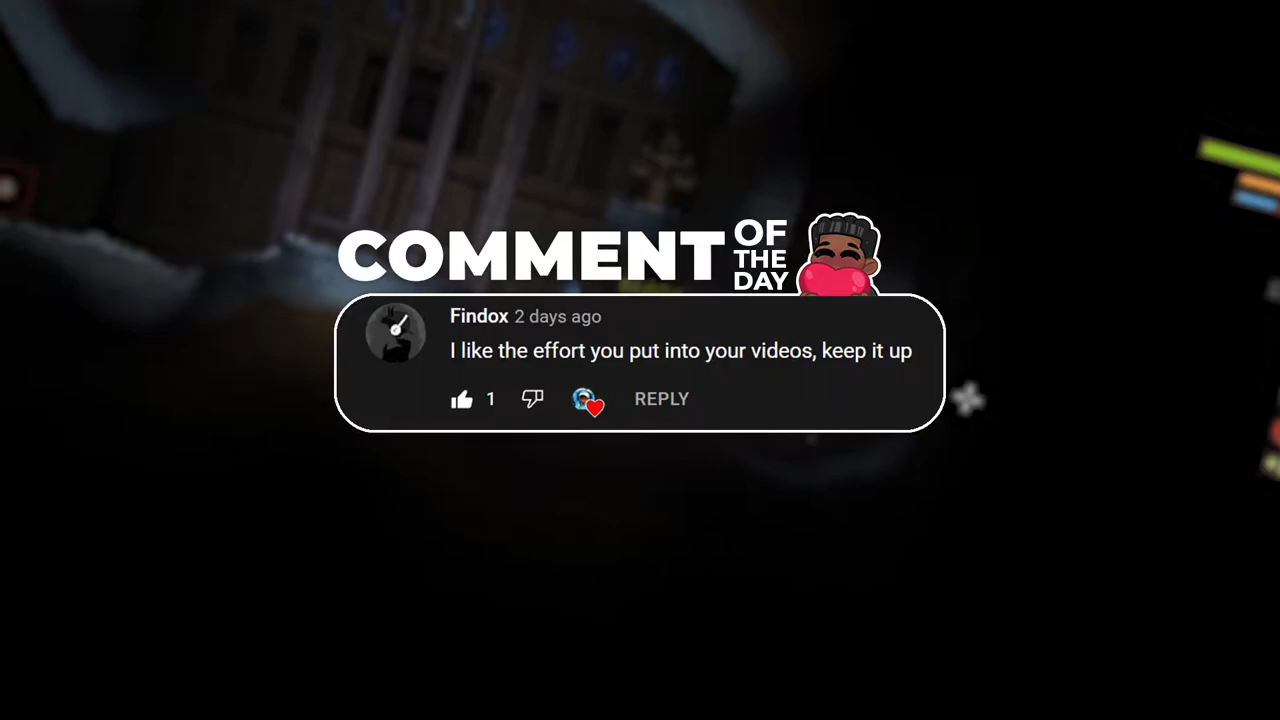 COMMENT
OF
THE
DAY
Findox 2 days ago
I like the effort you put into your videos, keep it up
1
REPLY